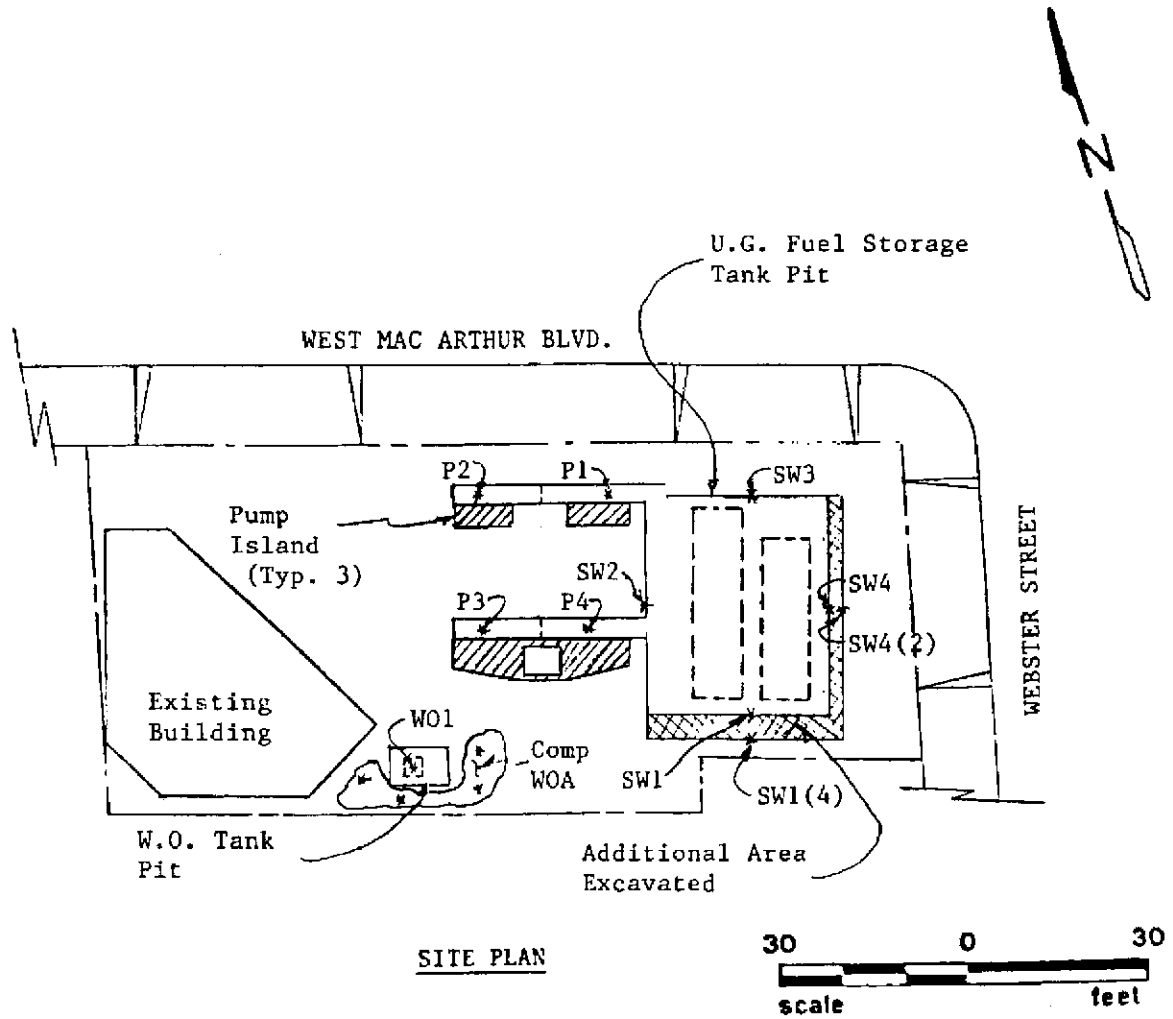 N
U.G. Fuel Storage
Tank Pit
WEST MAC ARTHUR BLVD.
P2
P1
SW3
Pump
Island
(Typ. 3)
SW2
P3
P4
SW4
SW4(2)
WEBSTER STREET
Existing
Building
WO1
Comp
WOA
SW1
SW1(4)
W.O. Tank
Pit
Additional Area
Excavated
SITE PLAN
30 0 30
scale feet